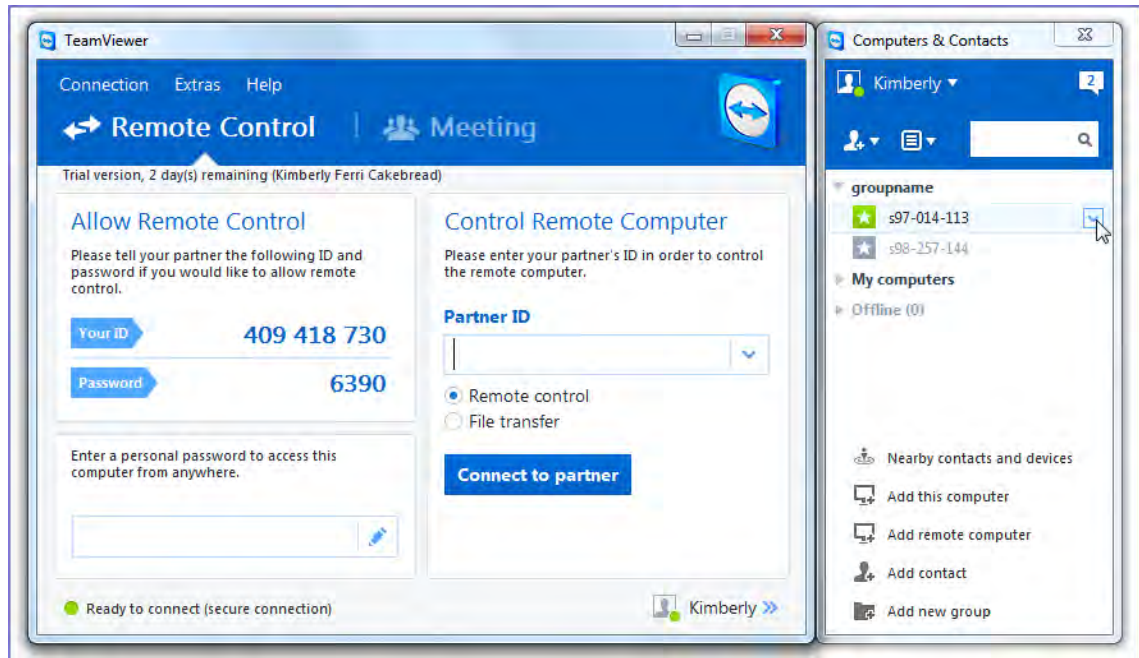 TeamViewer
Connection Extras Help
Remote Control Meeting
Trial version, 2 day(s) remaining (Kimberly Ferri Cakebread)
Allow Remote Control
Please tell your partner the following ID and
password if you would like to allow remote
control.
Your ID 409 418 730
Password 6390
Enter a personal password to access this
computer from anywhere.
Control Remote Computer
Please enter your partner's ID in order to control
the remote computer.
Partner ID
Remote control
File transfer
Connect to partner
Ready to connect (secure connection)
Kimberly
Computers & Contacts
Kimberly 2
groupname
s97-014-113
s98-257-144
My computers
Offline (0)
Nearby contacts and devices
Add this computer
Add remote computer
Add contact
Add new group